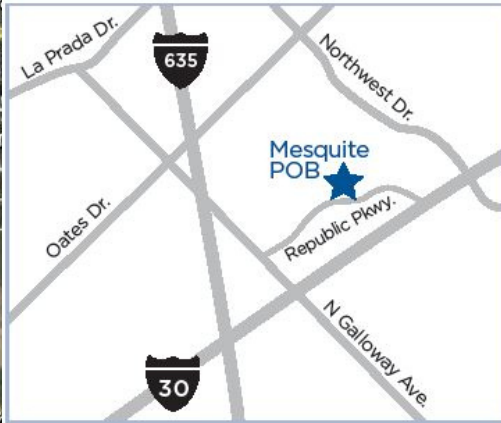 La Prada Dr.
635
Northwest Dr.
Mesquite
POB
Oates Dr.
Republic Pkwy.
N Galloway Ave.
30